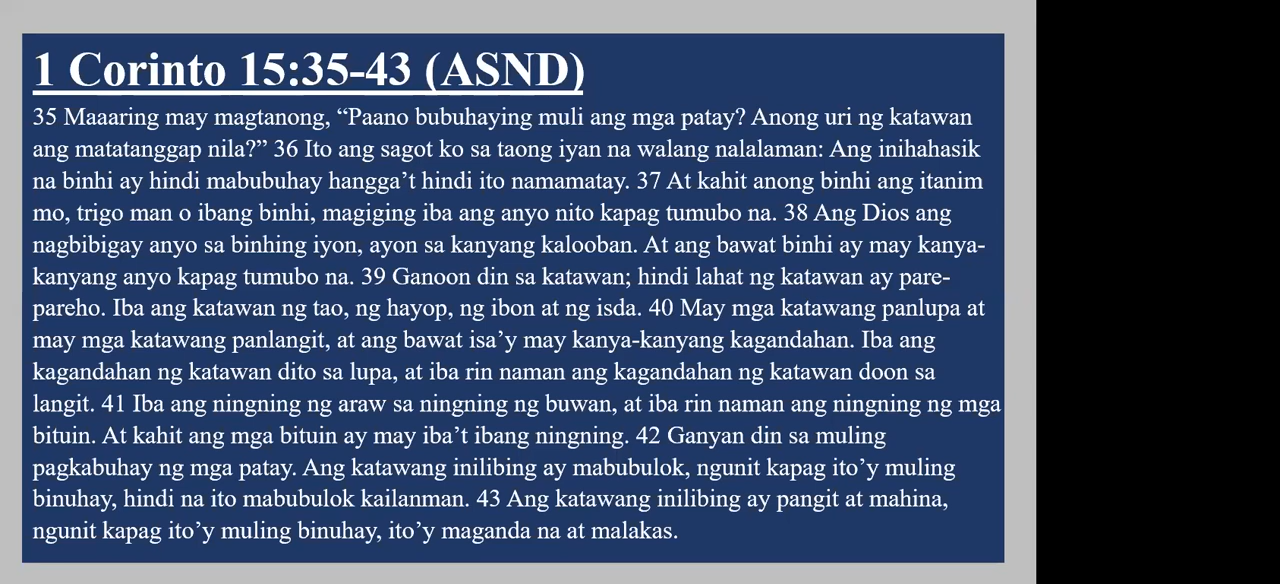 1 Corinto 15:35-43 (ASND)
35 Maaaring may magtanong, “Paano bubuhaying muli ang mga patay? Anong uri ng katawan
ang matatanggap nila?” 36 Ito ang sagot ko sa taong iyan na walang nalalaman: Ang inihahasik
na binhi ay hindi mabubuhay hangga’t hindi ito namamatay. 37 At kahit anong binhi ang itanim
mo, trigo man o ibang binhi, magiging iba ang anyo nito kapag tumubo na. 38 Ang Dios ang
nagbibigay anyo sa binhing iyon, ayon sa kanyang kalooban. At ang bawat binhi ay may kanya-
kanyang anyo kapag tumubo na. 39 Ganoon din sa katawan; hindi lahat ng katawan ay pare-
pareho. Iba ang katawan ng tao, ng hayop, ng ibon at ng isda. 40 May mga katawang panlupa at
may mga katawang panlangit, at ang bawat isa’y may kanya-kanyang kagandahan. Iba ang
kagandahan ng katawan dito sa lupa, at iba rin naman ang kagandahan ng katawan doon sa
langit. 41 Iba ang ningning ng araw sa ningning ng buwan, at iba rin naman ang ningning ng mga
bituin. At kahit ang mga bituin ay may iba’t ibang ningning. 42 Ganyan din sa muling
pagkabuhay ng mga patay. Ang katawang inilibing ay mabubulok, ngunit kapag ito’y muling
binuhay, hindi na ito mabubulok kailanman. 43 Ang katawang inilibing ay pangit at mahina,
ngunit kapag ito’y muling binuhay, ito’y maganda na at malakas.